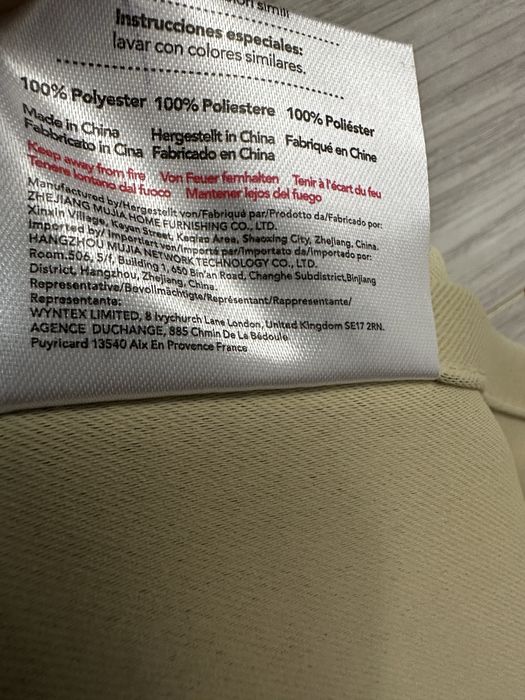 simili
Instrucciones especiales:
lavar con colores similares.
100% Polyester 100% Poliestere 100% Poliéster
Made in China Hergestellt in China Fabriqué en Chine
Fabbricato in Cina Fabricado en China
Keep away from fire Von Feuer fernhalten Tenir à l'écart du feu
Tenere lontano dal fuoco Mantener lejos del fuego
Manufactured by/Hergestellt von/Fabriqué par/Prodotto da/Fabricado por:
ZHEJIANG MUJIA HOME FURNISHING CO., LTD.
Xinxin Village, Keyan Street, Keqiao Area, Shaoxing City, Zhejiang, China.
Imported by/Importiert von/Importé par/Importato da/Importado por:
HANGZHOU MUJIA NETWORK TECHNOLOGY CO., LTD.
Room.506, 5/f, Building 1, 650 Bin'an Road, Changhe Subdistrict,Binjiang
District, Hangzhou, Zhejiang, China.
Representative/Bevollmächtigte/Représentant/Rappresentante/
Representante:
WYNTEX LIMITED, 8 Ivychurch Lane London, United Kingdom SE17 2RN.
AGENCE DUCHANGE, 885 Chmin De La Bédoule
Puyricard 13540 Aix En Provence France